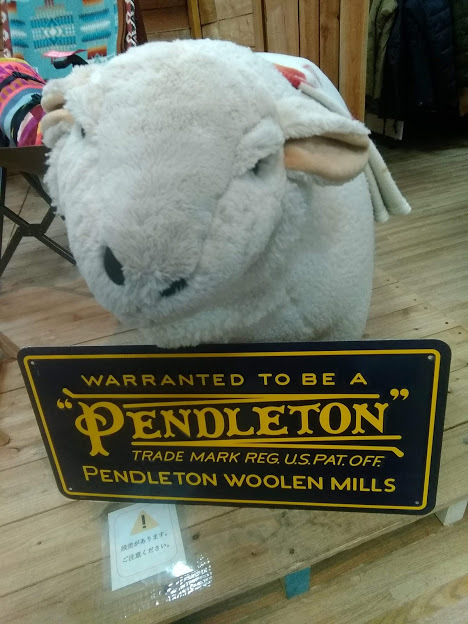 WARRANTED TO BE A
"PENDLETON"
TRADE MARK REG. U.S. PAT. OFF.
PENDLETON WOOLEN MILLS
段差があります。
ご注意ください。